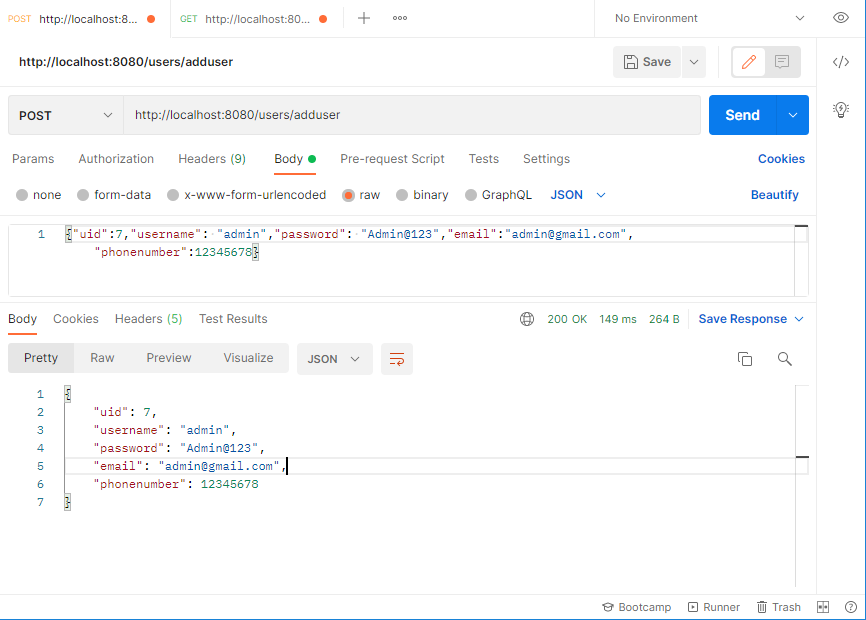 POST http://localhost:8... GET http://localhost:80... No Environment
http://localhost:8080/users/adduser Save
POST http://localhost:8080/users/adduser Send
Params Authorization Headers (9) Body Pre-request Script Tests Settings Cookies
none form-data x-www-form-urlencoded raw binary GraphQL JSON Beautify
1 {"uid":7,"username": "admin","password": "Admin@123","email":"admin@gmail.com",
"phonenumber":12345678}
Body Cookies Headers (5) Test Results 200 OK 149 ms 264 B Save Response
Pretty Raw Preview Visualize JSON
1 {
2 "uid": 7,
3 "username": "admin",
4 "password": "Admin@123",
5 "email": "admin@gmail.com",
6 "phonenumber": 12345678
7 }
Bootcamp Runner Trash